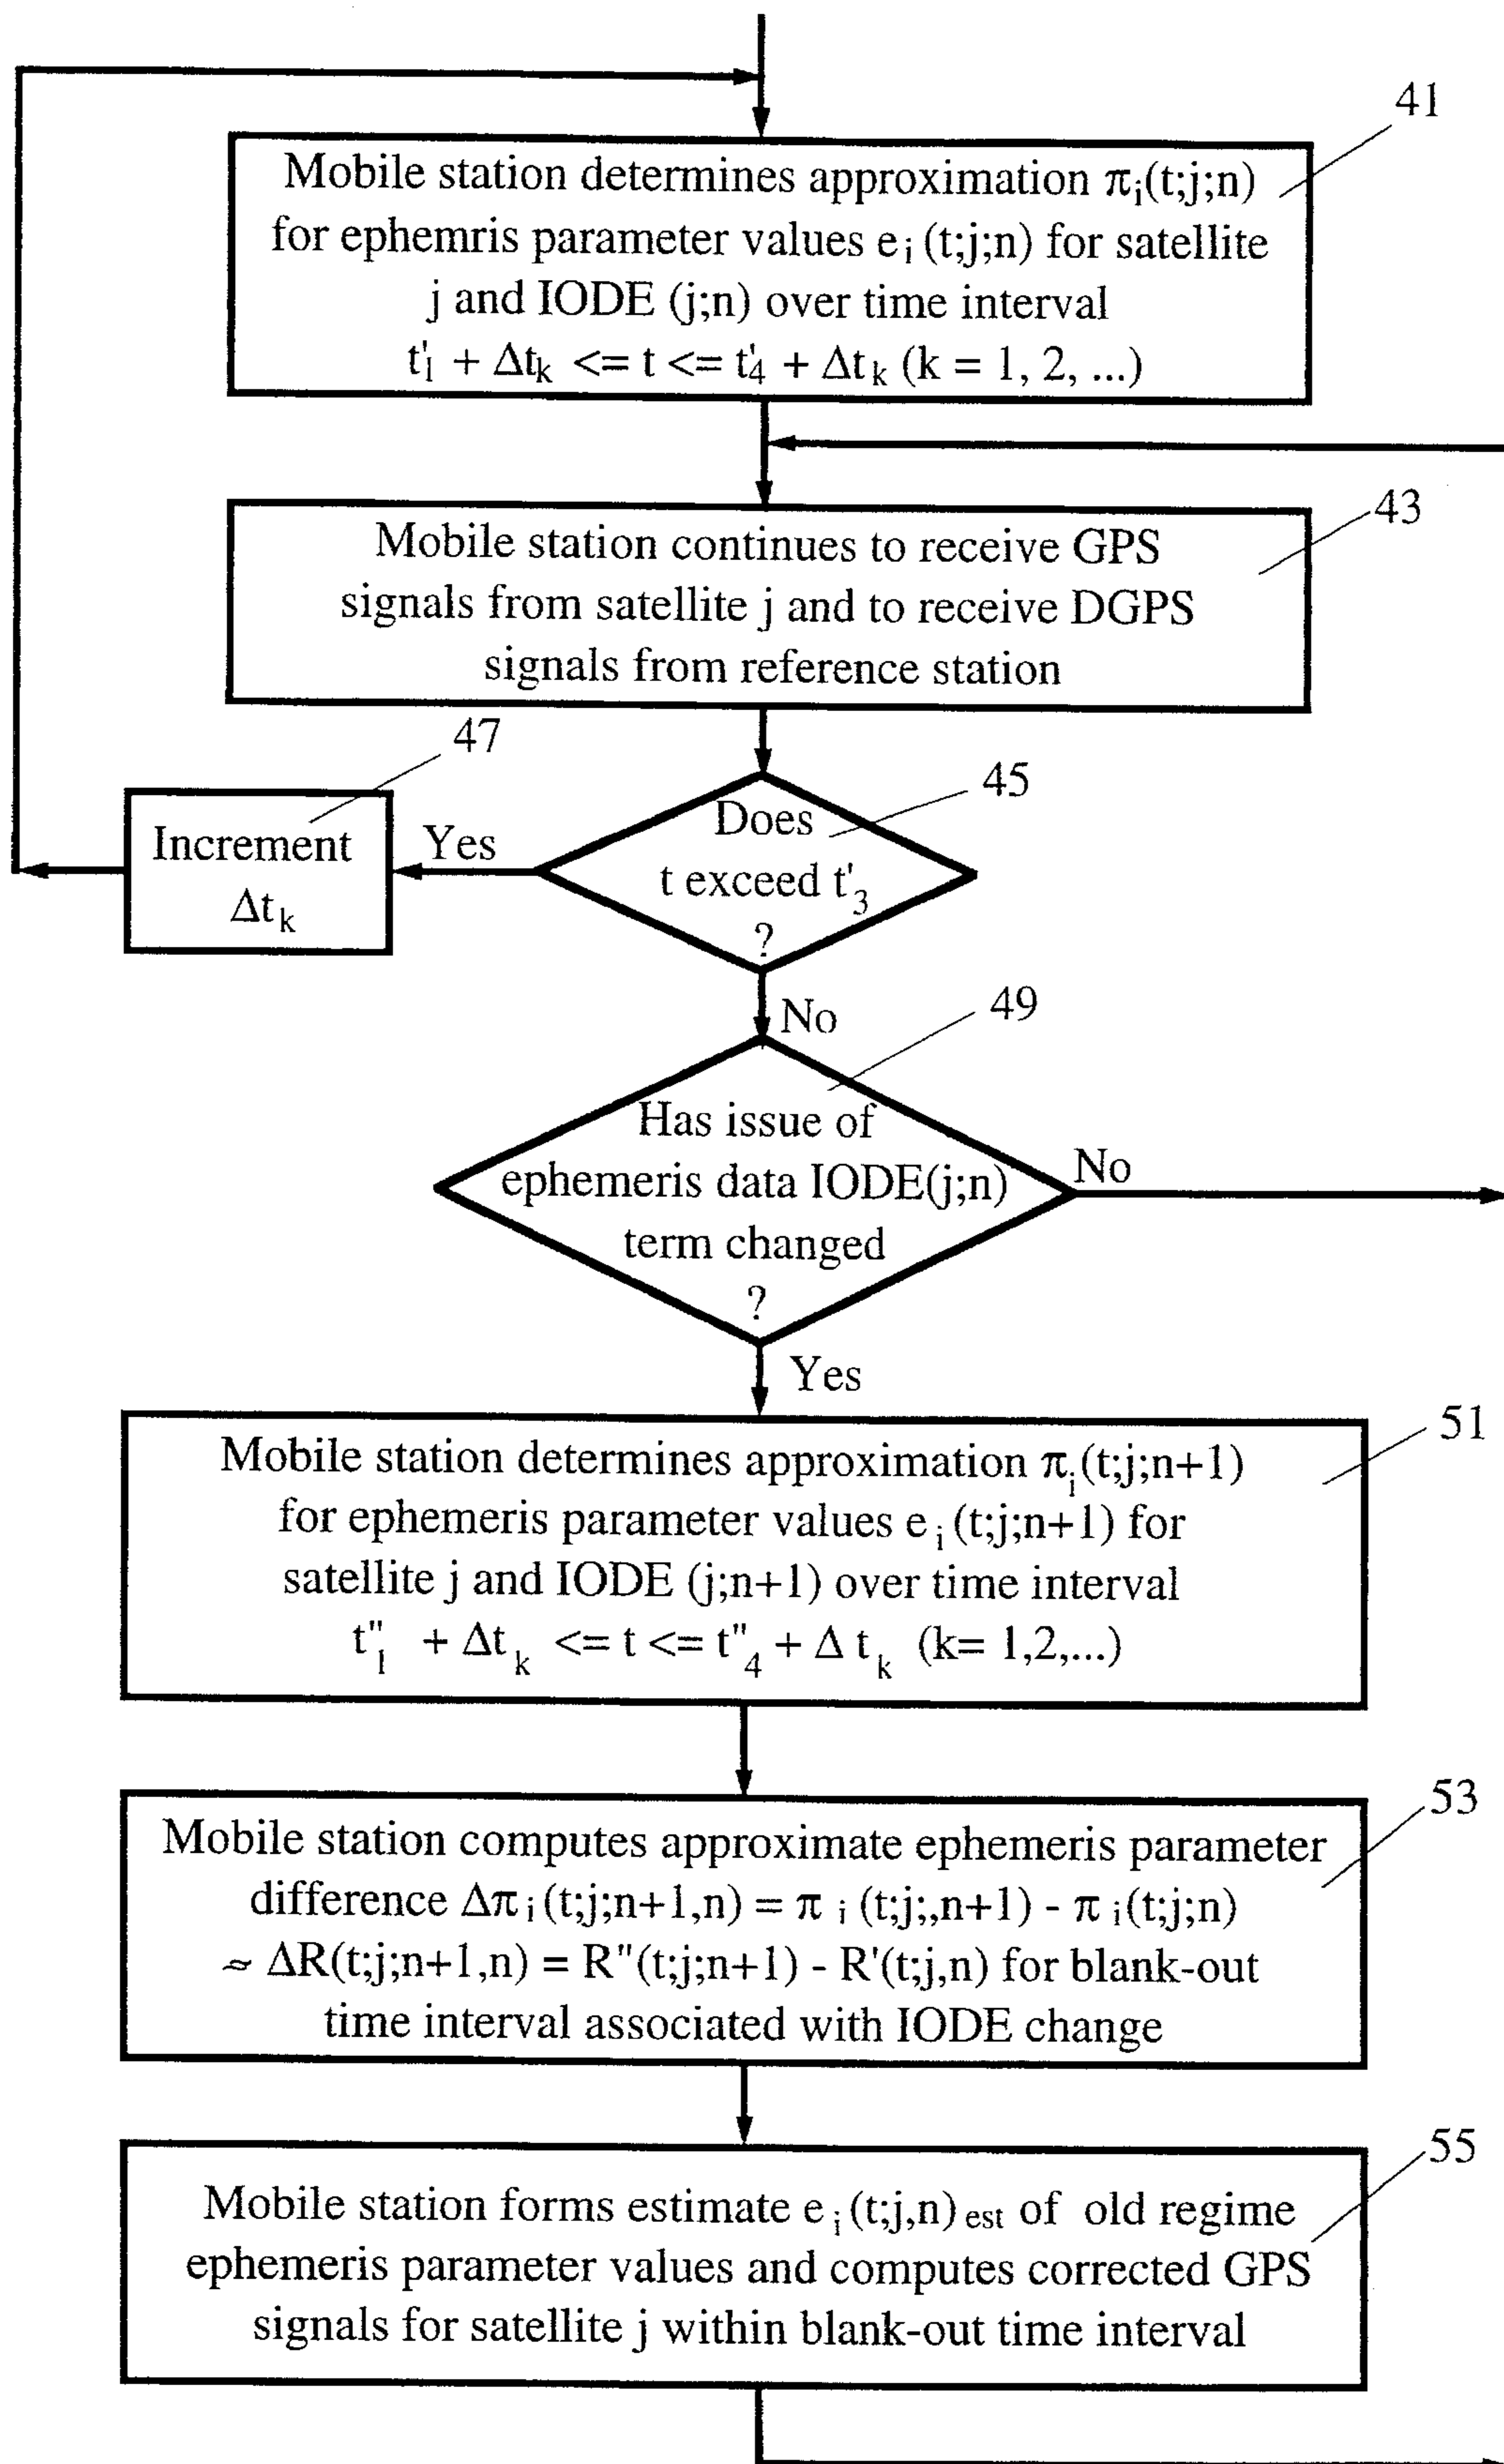 41
Mobile station determines approximation πi(t;j;n)
for ephemris parameter values ei(t;j;n) for satellite
j and IODE (j;n) over time interval
t'1 + Δtk <= t <= t'4 + Δtk (k = 1, 2, ...)
43
Mobile station continues to receive GPS
signals from satellite j and to receive DGPS
signals from reference station
47
45
Increment
Δtk
Yes
Does
t exceed t'3
?
No
49
Has issue of
ephemeris data IODE(j;n)
term changed
?
No
Yes
51
Mobile station determines approximation πi(t;j;n+1)
for ephemeris parameter values ei(t;j;n+1) for
satellite j and IODE (j;n+1) over time interval
t"1 + Δtk <= t <= t"4 + Δtk (k= 1,2,...)
53
Mobile station computes approximate ephemeris parameter
difference Δπi(t;j;n+1,n) = πi(t;j;,n+1) - πi(t;j;n)
≈ ΔR(t;j;n+1,n) = R"(t;j;n+1) - R'(t;j,n) for blank-out
time interval associated with IODE change
55
Mobile station forms estimate ei(t;j,n)est of old regime
ephemeris parameter values and computes corrected GPS
signals for satellite j within blank-out time interval